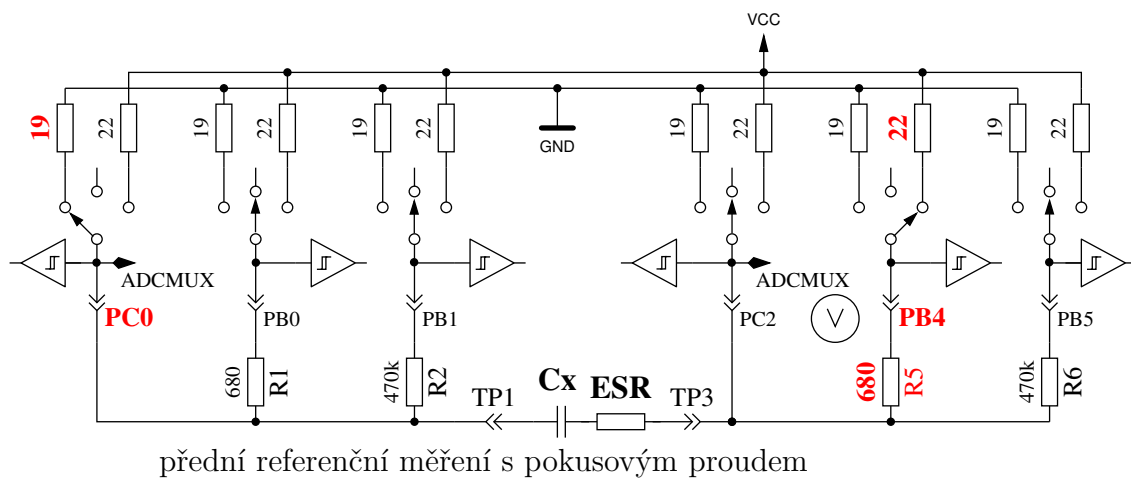 VCC
19 22 19 22 19 22 GND 19 22 19 22 19 22
ADCMUX ADCMUX
PC0 PB0 PB1 PC2 V PB4 PB5
680 R1 470k R2 680 R5 470k R6
TP1 Cx ESR TP3
přední referenční měření s pokusovým proudem